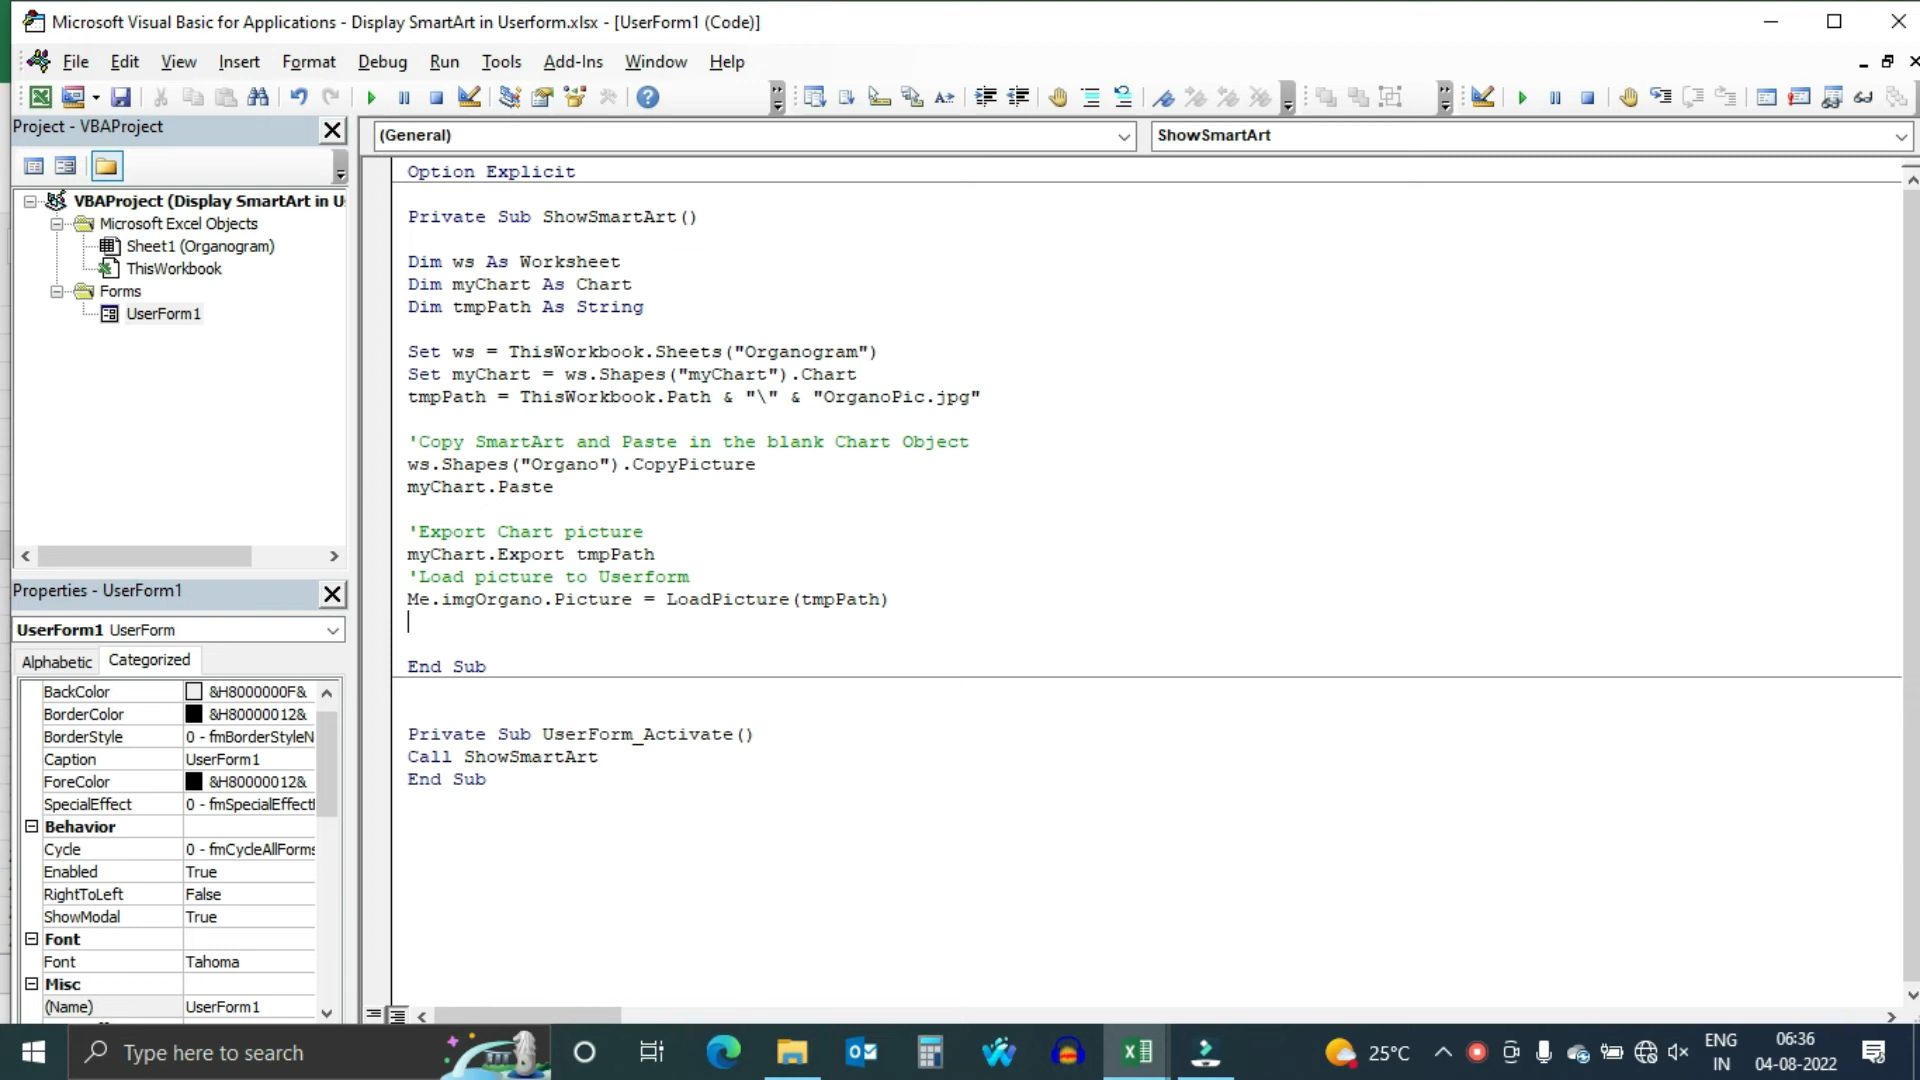 Microsoft Visual Basic for Applications - Display SmartArt in Userform.xlsx - [UserForm1 (Code)]
File Edit View Insert Format Debug Run Tools Add-Ins Window Help
Project - VBAProject
(General)
ShowSmartArt
VBAProject (Display SmartArt in U
Microsoft Excel Objects
Sheet1 (Organogram)
ThisWorkbook
Forms
UserForm1
Option Explicit
Private Sub ShowSmartArt()
Dim ws As Worksheet
Dim myChart As Chart
Dim tmpPath As String
Set ws = ThisWorkbook.Sheets("Organogram")
Set myChart = ws.Shapes("myChart").Chart
tmpPath = ThisWorkbook.Path & "\" & "OrganoPic.jpg"
'Copy SmartArt and Paste in the blank Chart Object
ws.Shapes("Organo").CopyPicture
myChart.Paste
'Export Chart picture
myChart.Export tmpPath
'Load picture to Userform
Me.imgOrgano.Picture = LoadPicture(tmpPath)
End Sub
Private Sub UserForm_Activate()
Call ShowSmartArt
End Sub
Properties - UserForm1
UserForm1 UserForm
Alphabetic Categorized
BackColor &H8000000F&
BorderColor &H80000012&
BorderStyle 0 - fmBorderStyleN
Caption UserForm1
ForeColor &H80000012&
SpecialEffect 0 - fmSpecialEffect
Behavior
Cycle 0 - fmCycleAllForms
Enabled True
RightToLeft False
ShowModal True
Font
Font Tahoma
Misc
(Name) UserForm1
Type here to search
25°C
ENG
IN
06:36
04-08-2022